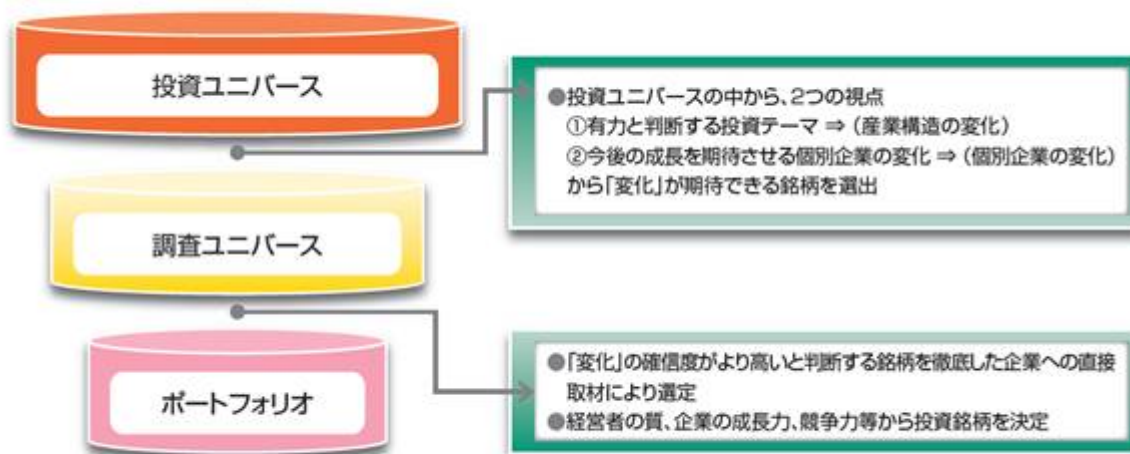 投資ユニバース
●投資ユニバースの中から、2つの視点
①有力と判断する投資テーマ ⇒ (産業構造の変化)
②今後の成長を期待させる個別企業の変化 ⇒ (個別企業の変化)
から「変化」が期待できる銘柄を選出
調査ユニバース
●「変化」の確信度がより高いと判断する銘柄を徹底した企業への直接
取材により選定
●経営者の質、企業の成長力、競争力等から投資銘柄を決定
ポートフォリオ